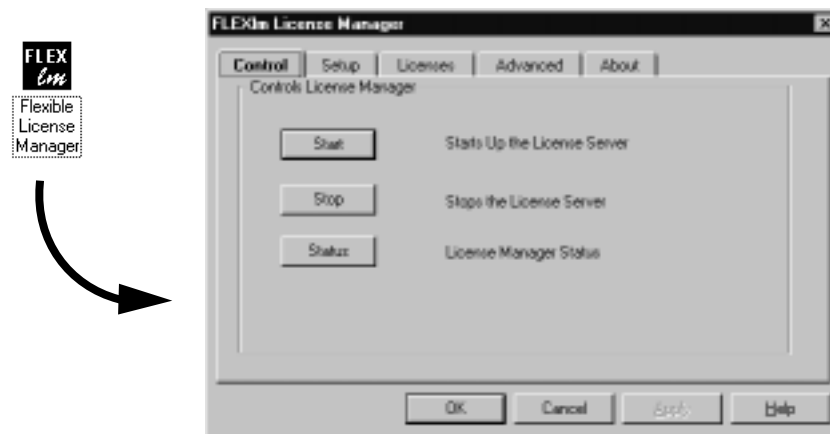 FLEXlm License Manager
FLEX
lm
Flexible
License
Manager
Control Setup Licenses Advanced About
Controls License Manager
Start Starts Up the License Server
Stop Stops the License Server
Status License Manager Status
OK Cancel Apply Help